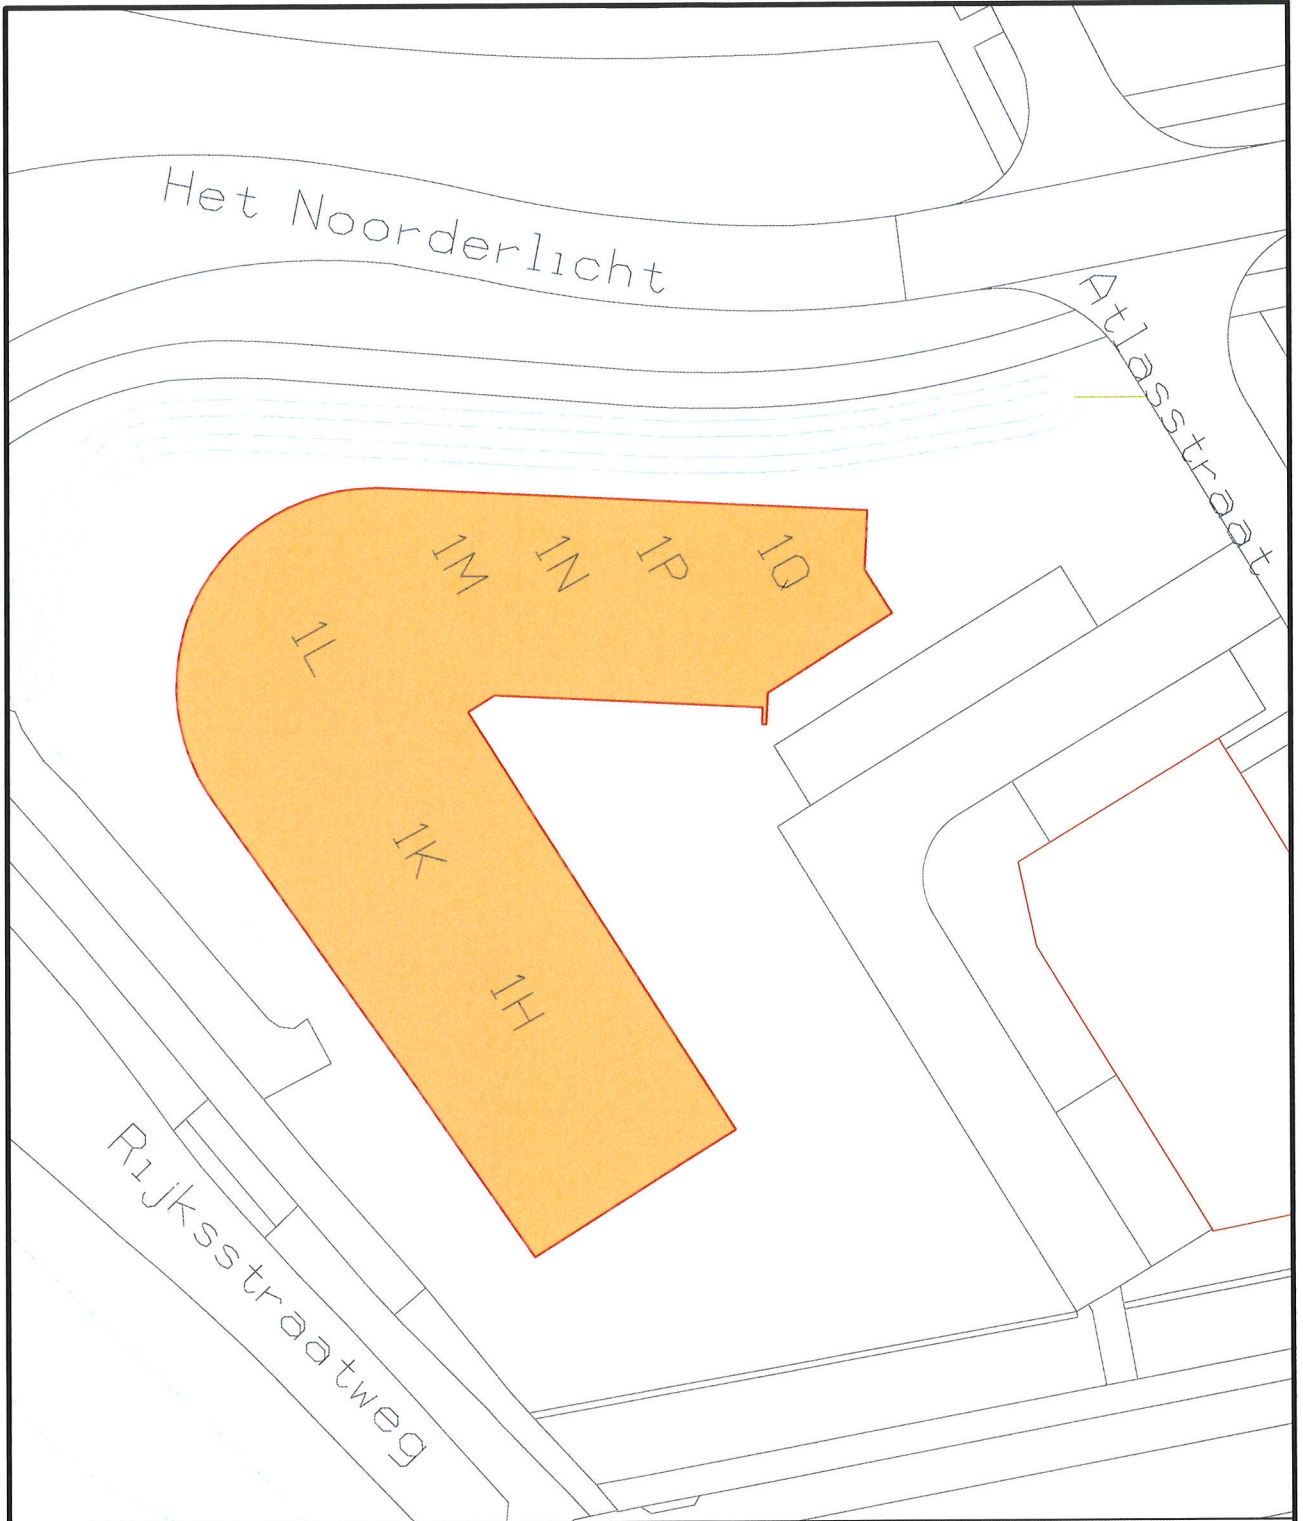 Het Noorderlicht
Atlasstraat
1M
1N
1P
1Q
1L
1K
1H
Rijksstraatweg